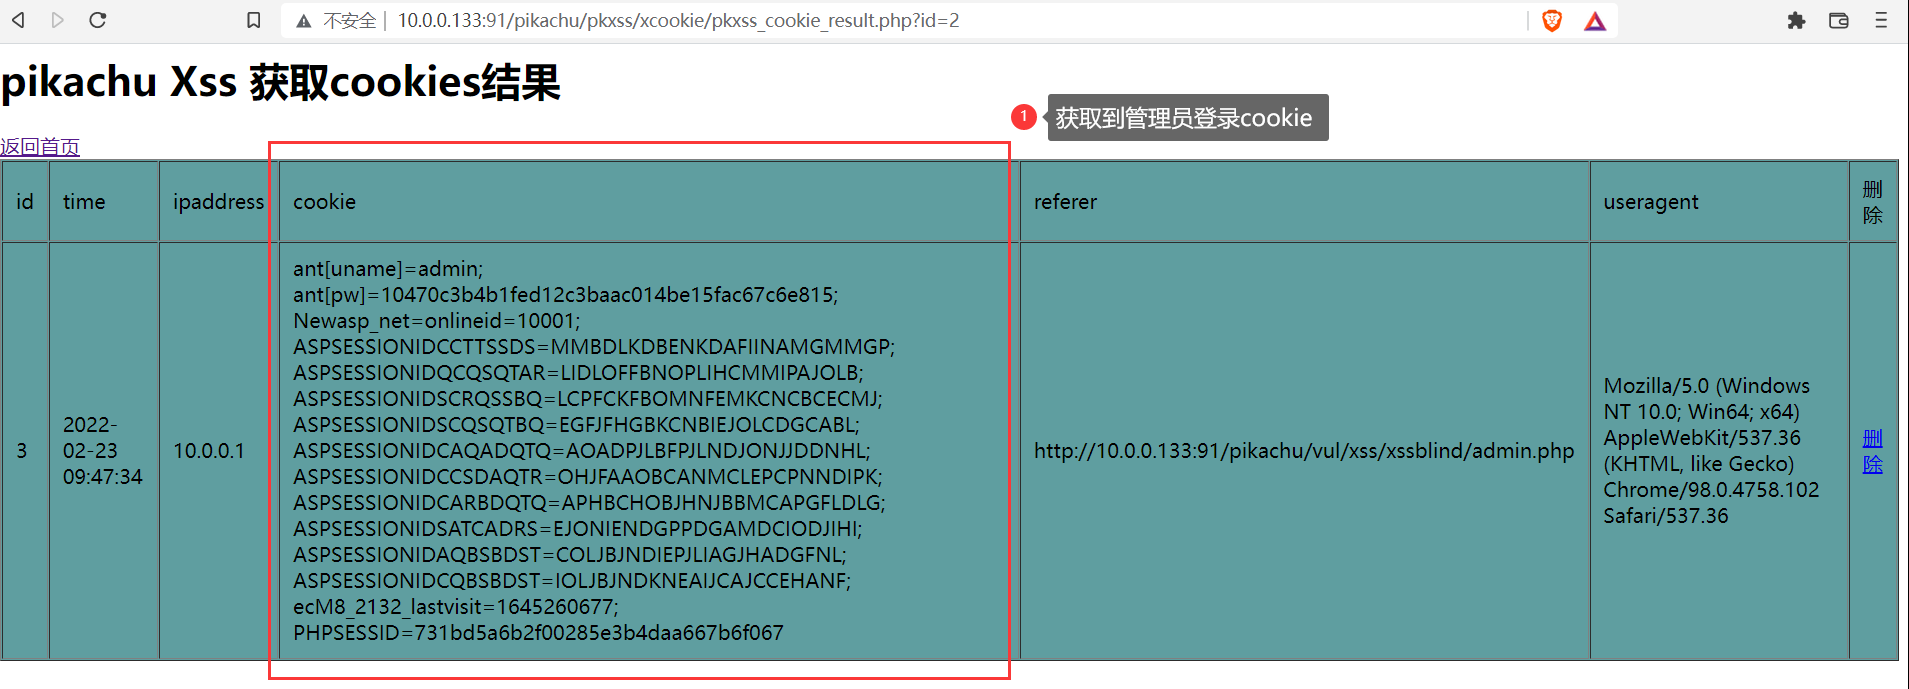 不安全 | 10.0.0.133:91/pikachu/pkxss/xcookie/pkxss_cookie_result.php?id=2
pikachu Xss 获取cookies结果
1 获取到管理员登录cookie
返回首页
id time ipaddress cookie referer useragent 删
除
3
2022-
02-23
09:47:34
10.0.0.1
ant[uname]=admin;
ant[pw]=10470c3b4b1fed12c3baac014be15fac67c6e815;
Newasp_net=onlineid=10001;
ASPSESSIONIDCCTTSSDS=MMBDLKDBENKDAFIINAMGMMGP;
ASPSESSIONIDQCQSQTAR=LIDLOFFBNOPLIHCMMIPAJOLB;
ASPSESSIONIDSCRQSSBQ=LCPFCKFBOMNFEMKCNCBCECMJ;
ASPSESSIONIDSCQSQTBQ=EGFJFHGBKCNBIEJOLCDGCABL;
ASPSESSIONIDCAQADQTQ=AOADPJLBFPJLNDJONJJDDNHL;
ASPSESSIONIDCCSDAQTR=OHJFAAOBCANMCLEPCPNNDIPK;
ASPSESSIONIDCARBDQTQ=APHBCHOBJHNJBBMCAPGFLDLG;
ASPSESSIONIDSATCADRS=EJONIENDGPPDGAMDCIODJIHI;
ASPSESSIONIDAQBSBDST=COLJBJNDIEPJLIAGJHADGFNL;
ASPSESSIONIDCQBSBDST=IOLJBJNDKNEAIJCAJCCEHANF;
ecM8_2132_lastvisit=1645260677;
PHPSESSID=731bd5a6b2f00285e3b4daa667b6f067
http://10.0.0.133:91/pikachu/vul/xss/xssblind/admin.php
Mozilla/5.0 (Windows
NT 10.0; Win64; x64)
AppleWebKit/537.36
(KHTML, like Gecko)
Chrome/98.0.4758.102
Safari/537.36
删
除